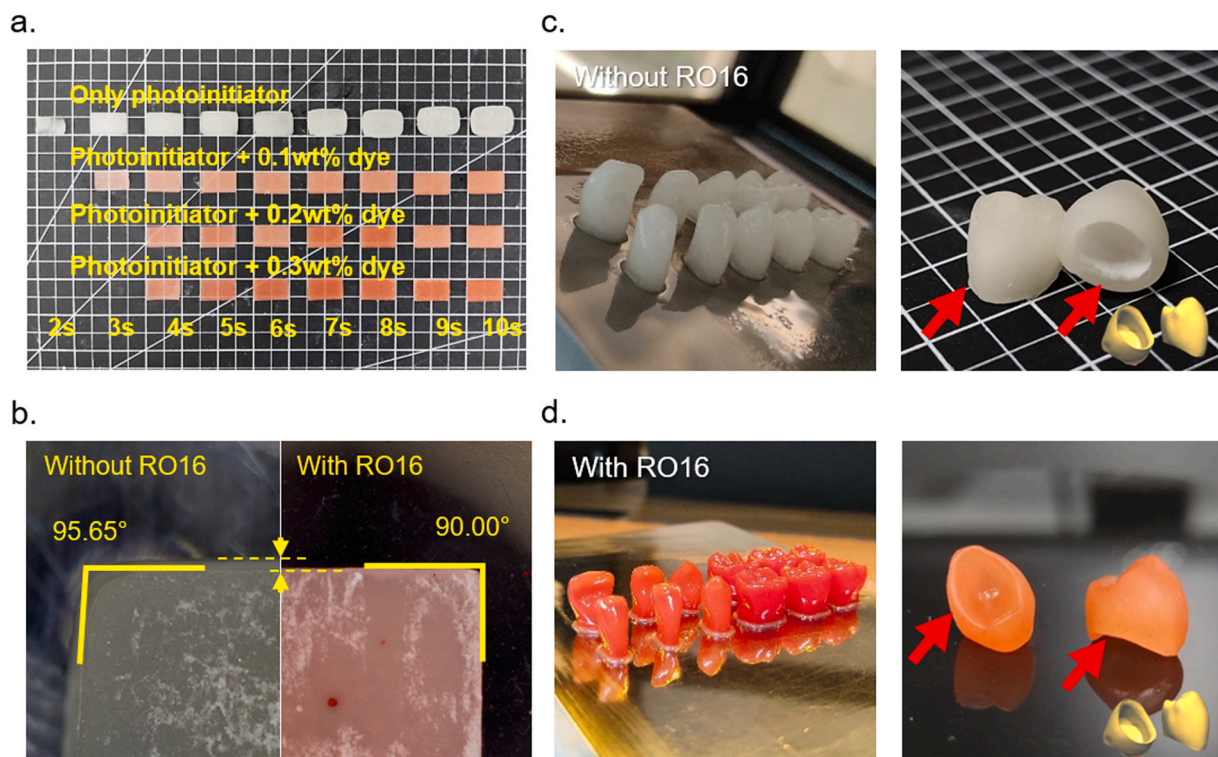 a.
Only photoinitiator
Photoinitiator + 0.1wt% dye
Photoinitiator + 0.2wt% dye
Photoinitiator + 0.3wt% dye
2s 3s 4s 5s 6s 7s 8s 9s 10s
b.
Without RO16
With RO16
95.65°
90.00°
c.
Without RO16
d.
With RO16